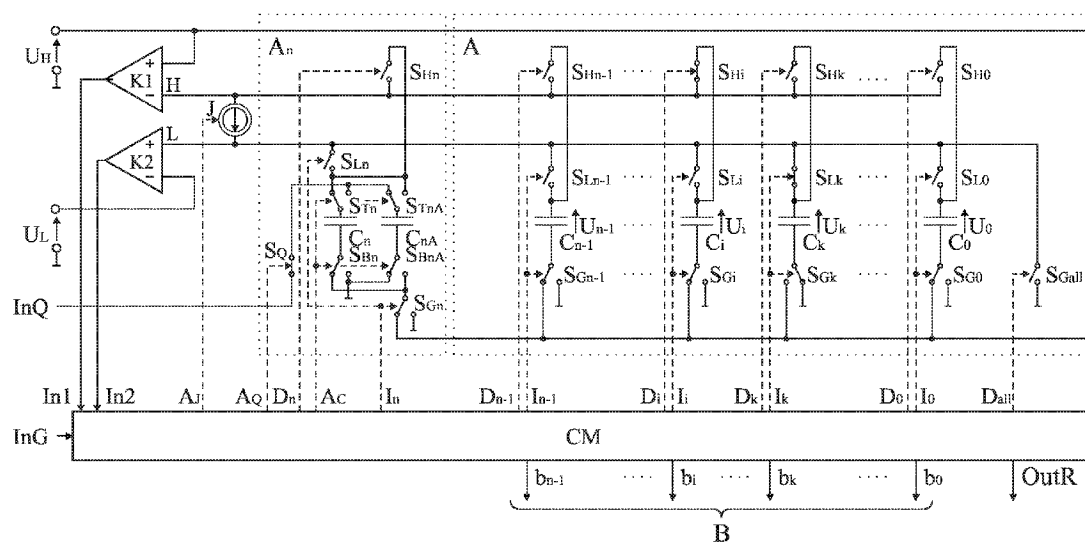 An A
UH K1 + − H SHn SHn-1 ···· SHi SHk ···· SH0
J
K2 + − L SLn SLn-1 SLi SLk SL0
UL STn STnA Un-1 Ui Uk U0
Cn CnA Cn-1 Ci Ck C0
SQ SBn SBnA SGn-1 ···· SGi SGk ···· SG0 SGall
InQ SGn
In1 In2 AJ AQ Dn AC In Dn-1 In-1 ···· Di Ii Dk Ik ···· D0 I0 Dall
InG CM
bn-1 ···· bi ···· bk ···· b0 OutR
B